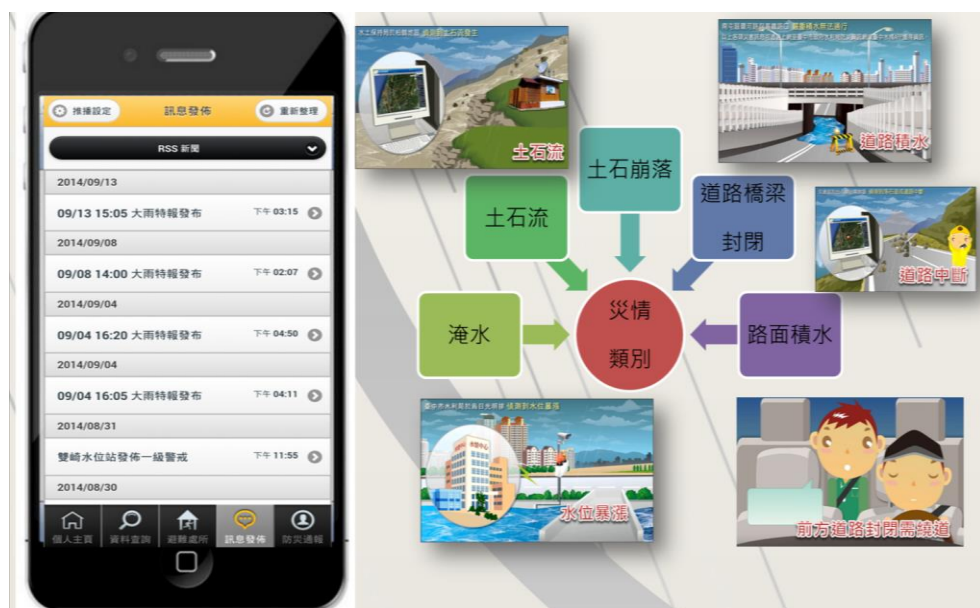 推播設定
訊息發佈
重新整理
RSS 新聞
2014/09/13
09/13 15:05 大雨特報發布
下午 03:15
2014/09/08
09/08 14:00 大雨特報發布
下午 02:07
2014/09/04
09/04 16:20 大雨特報發布
下午 04:50
2014/09/04
09/04 16:05 大雨特報發布
下午 04:11
2014/08/31
雙崎水位站發佈一級警戒
下午 11:55
2014/08/30
個人主頁
資料查詢
避難處所
訊息發佈
防災通報
土石流
道路積水
土石崩落
土石流
道路橋梁
封閉
道路中斷
淹水
災情
類別
路面積水
水位暴漲
前方道路封閉需繞道